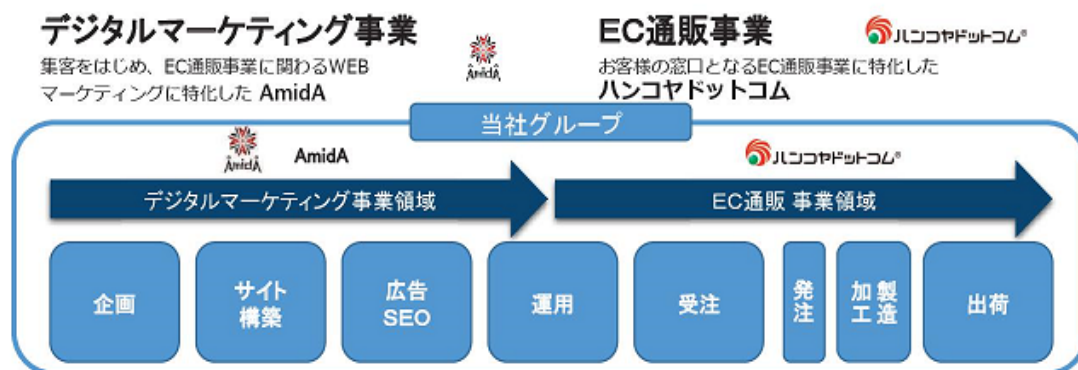 デジタルマーケティング事業
集客をはじめ、EC通販事業に関わるWEB
マーケティングに特化した AmidA
AmidA
EC通販事業
ハンコヤドットコム®
お客様の窓口となるEC通販事業に特化した
ハンコヤドットコム
当社グループ
AmidA
AmidA
ハンコヤドットコム®
デジタルマーケティング事業領域
EC通販 事業領域
企画
サイト
構築
広告
SEO
運用
受注
発注
加工
製造
出荷